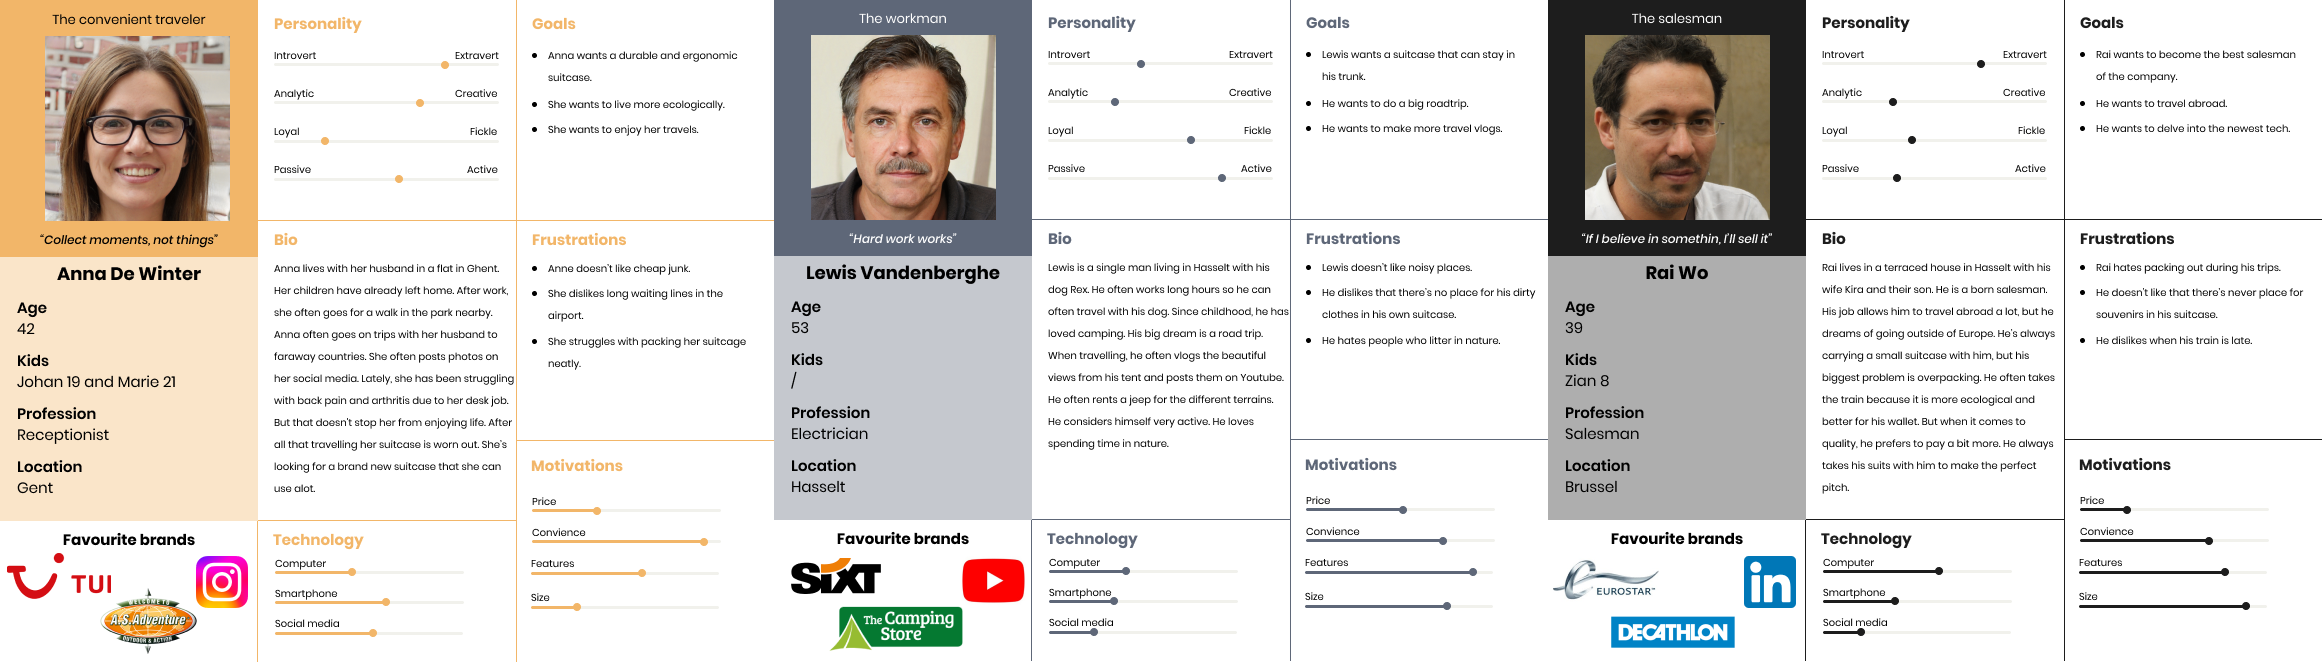 The convenient traveler
“Collect moments, not things”
Anna De Winter
Age
42
Kids
Johan 19 and Marie 21
Profession
Receptionist
Location
Gent
Favourite brands
TUI
WELCOME TO
A.S.Adventure
OUTDOOR & ACTION
Personality
Introvert Extravert
Analytic Creative
Loyal Fickle
Passive Active
Bio
Anna lives with her husband in a flat in Ghent.
Her children have already left home. After work,
she often goes for a walk in the park nearby.
Anna often goes on trips with her husband to
faraway countries. She often posts photos on
her social media. Lately, she has been struggling
with back pain and arthritis due to her desk job.
But that doesn't stop her from enjoying life. After
all that travelling her suitcase is worn out. She's
looking for a brand new suitcase that she can
use alot.
Technology
Computer
Smartphone
Social media
Goals
Anna wants a durable and ergonomic
suitcase.
She wants to live more ecologically.
She wants to enjoy her travels.
Frustrations
Anne doesn't like cheap junk.
She dislikes long waiting lines in the
airport.
She struggles with packing her suitcage
neatly.
Motivations
Price
Convience
Features
Size
The workman
“Hard work works”
Lewis Vandenberghe
Age
53
Kids
/
Profession
Electrician
Location
Hasselt
Favourite brands
SIXT
The Camping
Store
Personality
Introvert Extravert
Analytic Creative
Loyal Fickle
Passive Active
Bio
Lewis is a single man living in Hasselt with his
dog Rex. He often works long hours so he can
often travel with his dog. Since childhood, he has
loved camping. His big dream is a road trip.
When travelling, he often vlogs the beautiful
views from his tent and posts them on Youtube.
He often rents a jeep for the different terrains.
He considers himself very active. He loves
spending time in nature.
Technology
Computer
Smartphone
Social media
Goals
Lewis wants a suitcase that can stay in
his trunk.
He wants to do a big roadtrip.
He wants to make more travel vlogs.
Frustrations
Lewis doesn't like noisy places.
He dislikes that there's no place for his dirty
clothes in his own suitcase.
He hates people who litter in nature.
Motivations
Price
Convience
Features
Size
The salesman
“If I believe in somethin, I'll sell it”
Rai Wo
Age
39
Kids
Zian 8
Profession
Salesman
Location
Brussel
Favourite brands
EUROSTAR™
in
DECATHLON
Personality
Introvert Extravert
Analytic Creative
Loyal Fickle
Passive Active
Bio
Rai lives in a terraced house in Hasselt with his
wife Kira and their son. He is a born salesman.
His job allows him to travel abroad a lot, but he
dreams of going outside of Europe. He's always
carrying a small suitcase with him, but his
biggest problem is overpacking. He often takes
the train because it is more ecological and
better for his wallet. But when it comes to
quality, he prefers to pay a bit more. He always
takes his suits with him to make the perfect
pitch.
Technology
Computer
Smartphone
Social media
Goals
Rai wants to become the best salesman
of the company.
He wants to travel abroad.
He wants to delve into the newest tech.
Frustrations
Rai hates packing out during his trips.
He doesn't like that there's never place for
souvenirs in his suitcase.
He dislikes when his train is late.
Motivations
Price
Convience
Features
Size